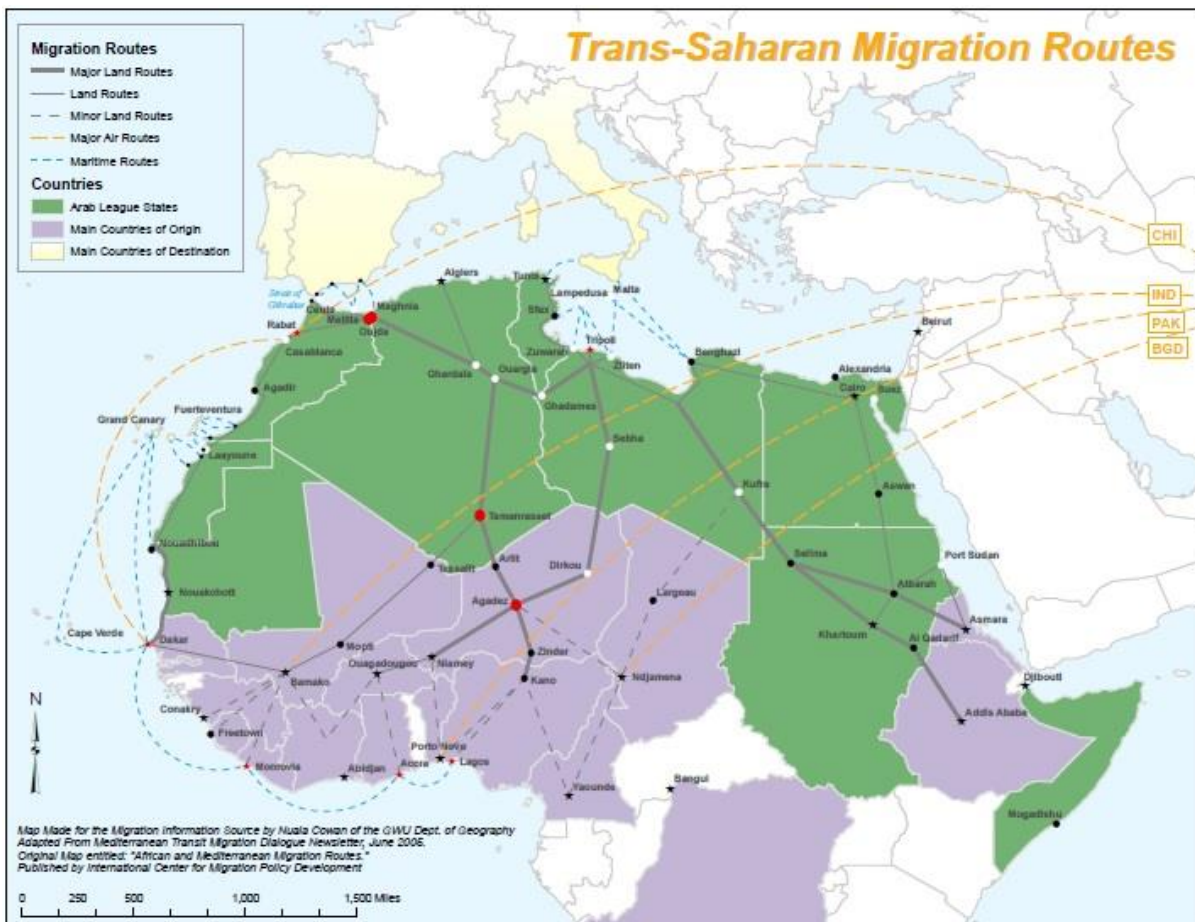 Trans-Saharan Migration Routes
Migration Routes
Major Land Routes
Land Routes
Minor Land Routes
Major Air Routes
Maritime Routes
Countries
Arab League States
Main Countries of Origin
Main Countries of Destination
CHI
IND
PAK
BGD
Strait of
Gibraltar
Ceuta
Melilla
Maghnia
Oujda
Rabat
Casablanca
Algiers
Tunis
Lampedusa
Malta
Sfax
Zuwarah
Tripoli
Zliten
Benghazi
Beirut
Alexandria
Cairo
Suez
Agadir
Ghardaia
Ouargla
Ghadames
Fuerteventura
Grand Canary
Laayoune
Sebha
Kufra
Aswan
Tamanrasset
Nouadhibou
Nouakchott
Tessalit
Arlit
Dirkou
Selima
Port Sudan
Agadez
Largeau
Atbarah
Asmara
Khartoum
Al Qadarif
Cape Verde
Dakar
Mopti
Bamako
Ouagadougou
Niamey
Zinder
Kano
Ndjamena
Djibouti
Addis Ababa
Conakry
Freetown
Monrovia
Abidjan
Accra
Porto Novo
Lagos
Yaounde
Bangui
Mogadishu
N
Map Made for the Migration Information Source by Nuala Cowan of the GWU Dept. of Geography
Adapted From Mediterranean Transit Migration Dialogue Newsletter, June 2006.
Original Map entitled: "African and Mediterranean Migration Routes."
Published by International Center for Migration Policy Development
0 250 500 1,000 1,500 Miles